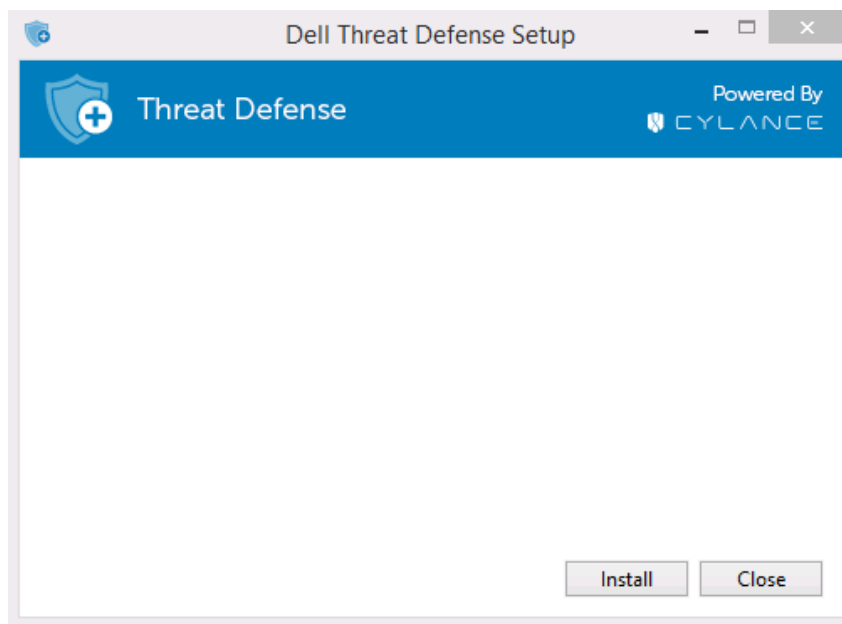 Dell Threat Defense Setup
Threat Defense
Powered By
CYLANCE
Install
Close